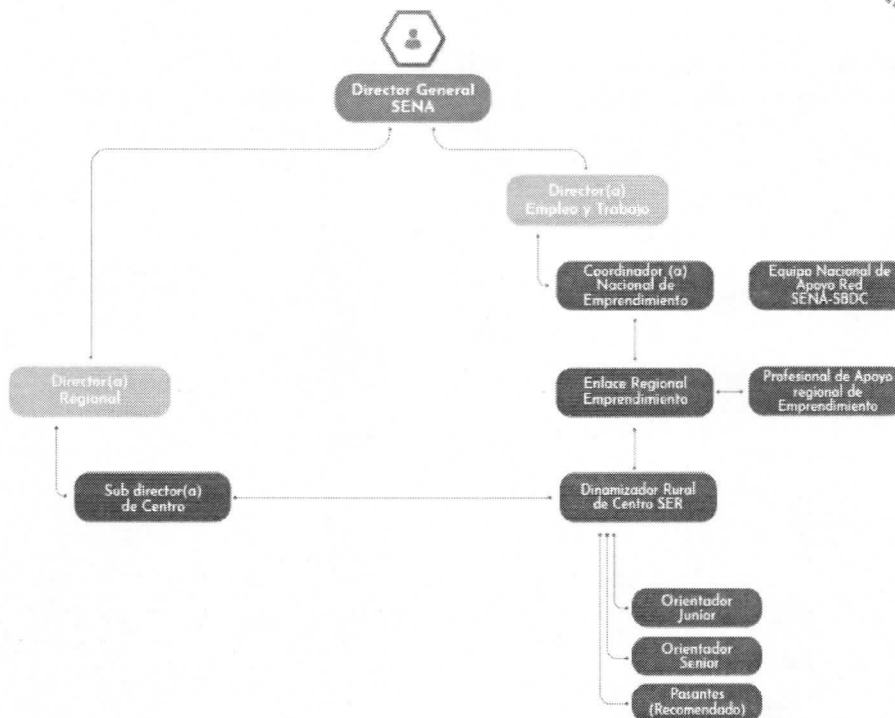 Director General
SENA
Director(a)
Empleo y Trabajo
Coordinador (a)
Nacional de
Emprendimiento
Equipo Nacional de
Apoyo Red
SENA-SBDC
Director(a)
Regional
Enlace Regional
Emprendimiento
Profesional de Apoyo
regional de
Emprendimiento
Sub director(a)
de Centro
Dinamizador Rural
de Centro SER
Orientador
Junior
Orientador
Senior
Pasantes
(Recomendado)